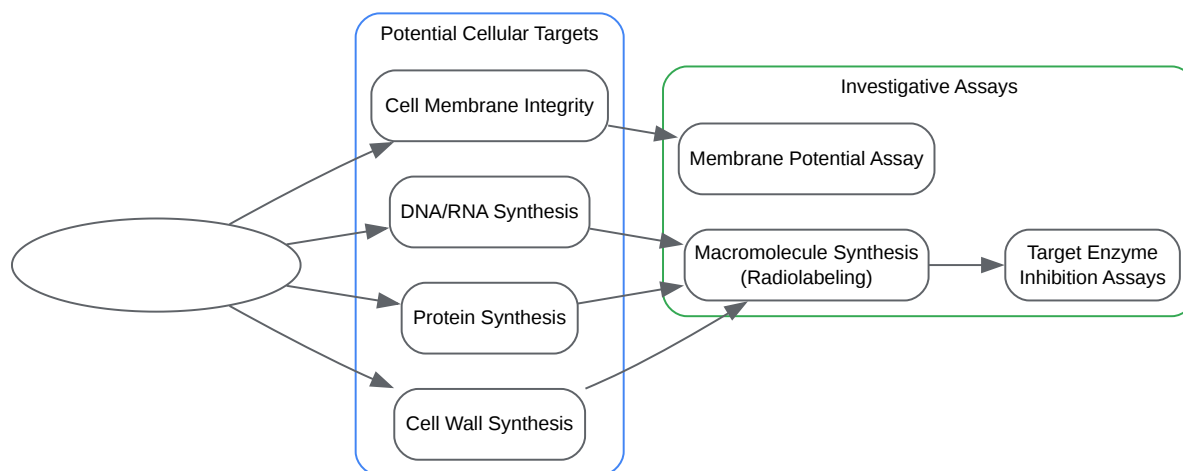 Potential Cellular Targets
Cell Membrane Integrity
DNA/RNA Synthesis
Protein Synthesis
Cell Wall Synthesis
Investigative Assays
Membrane Potential Assay
Macromolecule Synthesis
(Radiolabeling)
Target Enzyme
Inhibition Assays